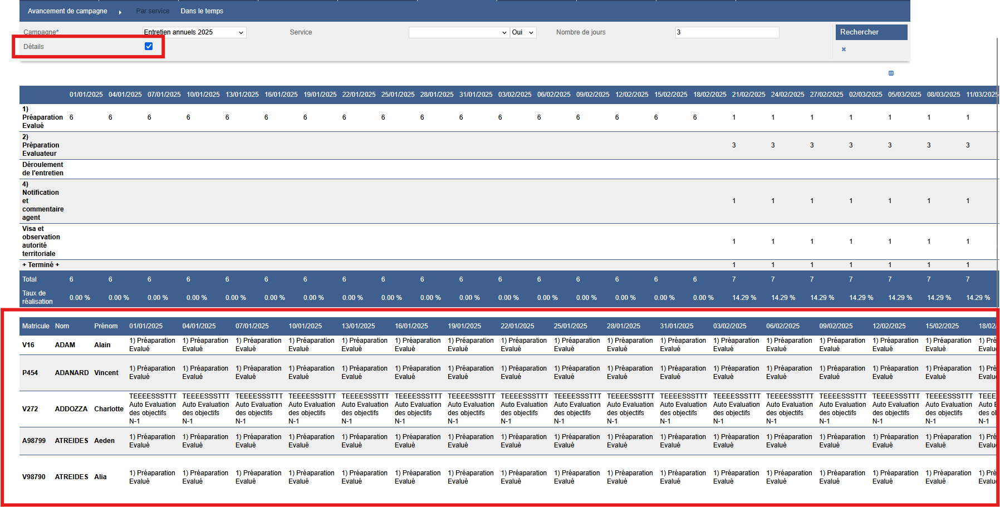 Avancement de campagne Par service Dans le temps
Campagne* Entretien annuels 2025 Service Oui Nombre de jours 3 Rechercher
Détails
01/01/2025 04/01/2025 07/01/2025 10/01/2025 13/01/2025 16/01/2025 19/01/2025 22/01/2025 25/01/2025 28/01/2025 31/01/2025 03/02/2025 06/02/2025 09/02/2025 12/02/2025 15/02/2025 18/02/2025 21/02/2025 24/02/2025 27/02/2025 02/03/2025 05/03/2025 08/03/2025 11/03/2025
1)
Préaparation 6 6 6 6 6 6 6 6 6 6 6 6 6 6 6 6 6 1 1 1 1 1 1 1
Evalué
2)
Préparation 3 3 3 3 3 3 3
Evaluateur
Déroulement
de l'entretien
4)
Notification
et 1 1 1 1 1 1 1
commentaire
agent
Visa et
observation
autorité 1 1 1 1 1 1 1
territoriale
+ Terminé + 1 1 1 1 1 1 1
Total 6 6 6 6 6 6 6 6 6 6 6 6 6 6 6 6 6 7 7 7 7 7 7 7
Taux de
réalisation 0.00 % 0.00 % 0.00 % 0.00 % 0.00 % 0.00 % 0.00 % 0.00 % 0.00 % 0.00 % 0.00 % 0.00 % 0.00 % 0.00 % 0.00 % 0.00 % 0.00 % 14.29 % 14.29 % 14.29 % 14.29 % 14.29 % 14.29 % 14.29 %
Matricule Nom Prénom 01/01/2025 04/01/2025 07/01/2025 10/01/2025 13/01/2025 16/01/2025 19/01/2025 22/01/2025 25/01/2025 28/01/2025 31/01/2025 03/02/2025 06/02/2025 09/02/2025 12/02/2025 15/02/2025 18/02/
V16 ADAM Alain 1) Préaparation 1) Préaparation 1) Préaparation 1) Préaparation 1) Préaparation 1) Préaparation 1) Préaparation 1) Préaparation 1) Préaparation 1) Préaparation 1) Préaparation 1) Préaparation 1) Préaparation 1) Préaparation 1) Préaparation 1) Préaparation 1) Pré
Evalué Evalué Evalué Evalué Evalué Evalué Evalué Evalué Evalué Evalué Evalué Evalué Evalué Evalué Evalué Evalué Evalu
P454 ADANARD Vincent 1) Préaparation 1) Préaparation 1) Préaparation 1) Préaparation 1) Préaparation 1) Préaparation 1) Préaparation 1) Préaparation 1) Préaparation 1) Préaparation 1) Préaparation 1) Préaparation 1) Préaparation 1) Préaparation 1) Préaparation 1) Préaparation 1) Pré
Evalué Evalué Evalué Evalué Evalué Evalué Evalué Evalué Evalué Evalué Evalué Evalué Evalué Evalué Evalué Evalué Evalu
TEEEESSSTTT TEEEESSSTTT TEEEESSSTTT TEEEESSSTTT TEEEESSSTTT TEEEESSSTTT TEEEESSSTTT TEEEESSSTTT TEEEESSSTTT TEEEESSSTTT TEEEESSSTTT TEEEESSSTTT TEEEESSSTTT TEEEESSSTTT TEEEESSSTTT TEEEESSSTTT TEEE
V272 ADDOZZA Charlotte Auto Evaluation Auto Evaluation Auto Evaluation Auto Evaluation Auto Evaluation Auto Evaluation Auto Evaluation Auto Evaluation Auto Evaluation Auto Evaluation Auto Evaluation Auto Evaluation Auto Evaluation Auto Evaluation Auto Evaluation Auto Evaluation Auto E
des objectifs des objectifs des objectifs des objectifs des objectifs des objectifs des objectifs des objectifs des objectifs des objectifs des objectifs des objectifs des objectifs des objectifs des objectifs des objectifs des ob
N-1 N-1 N-1 N-1 N-1 N-1 N-1 N-1 N-1 N-1 N-1 N-1 N-1 N-1 N-1 N-1 N-1
A98799 ATREIDES Aeden 1) Préaparation 1) Préaparation 1) Préaparation 1) Préaparation 1) Préaparation 1) Préaparation 1) Préaparation 1) Préaparation 1) Préaparation 1) Préaparation 1) Préaparation 1) Préaparation 1) Préaparation 1) Préaparation 1) Préaparation 1) Préaparation 1) Pré
Evalué Evalué Evalué Evalué Evalué Evalué Evalué Evalué Evalué Evalué Evalué Evalué Evalué Evalué Evalué Evalué Evalu
V98790 ATREIDES Alia 1) Préaparation 1) Préaparation 1) Préaparation 1) Préaparation 1) Préaparation 1) Préaparation 1) Préaparation 1) Préaparation 1) Préaparation 1) Préaparation 1) Préaparation 1) Préaparation 1) Préaparation 1) Préaparation 1) Préaparation 1) Préaparation 1) Pré
Evalué Evalué Evalué Evalué Evalué Evalué Evalué Evalué Evalué Evalué Evalué Evalué Evalué Evalué Evalué Evalué Evalu